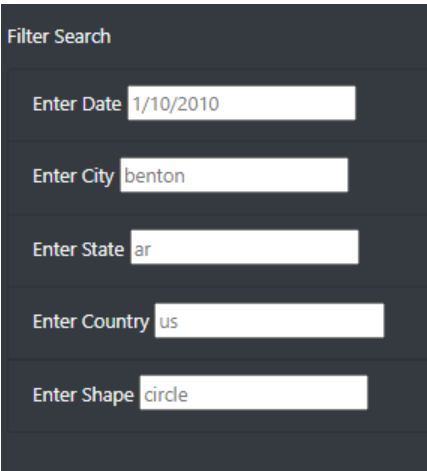 Filter Search
Enter Date 1/10/2010
Enter City benton
Enter State ar
Enter Country us
Enter Shape circle